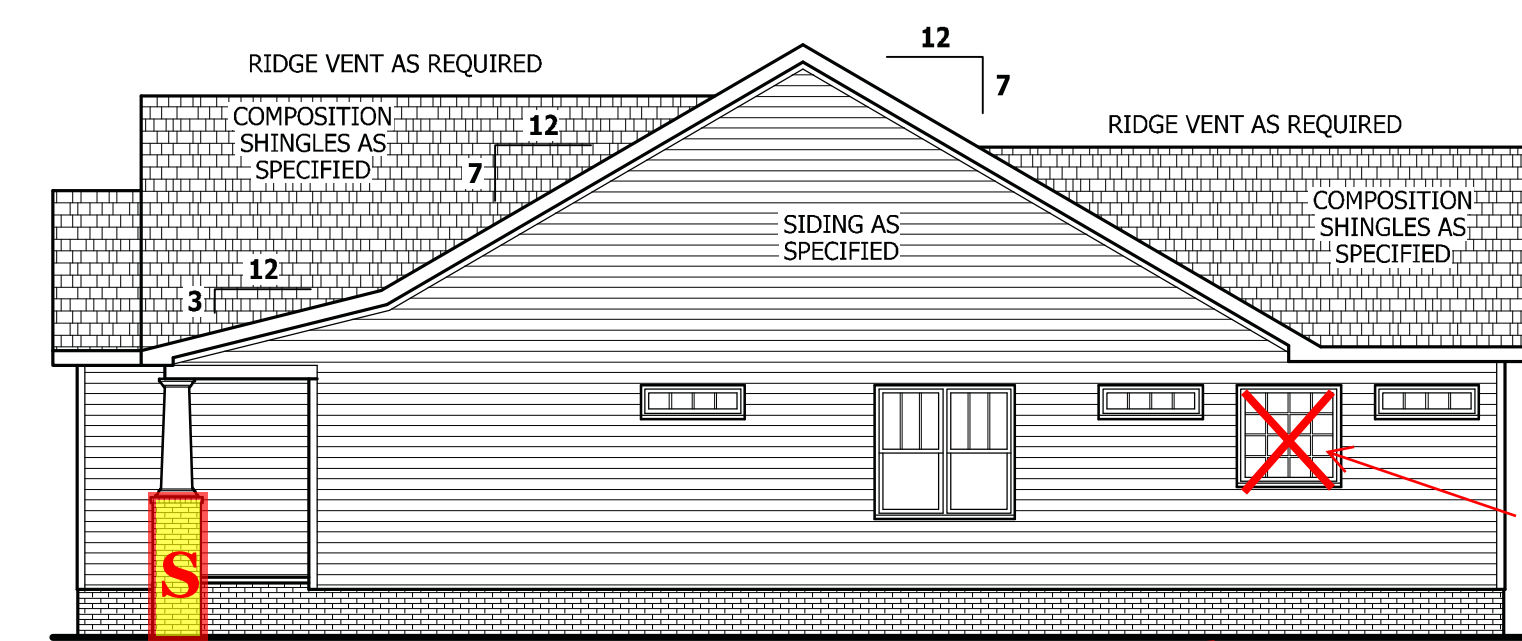 12
RIDGE VENT AS REQUIRED
7
COMPOSITION
SHINGLES AS
SPECIFIED
12
7
RIDGE VENT AS REQUIRED
COMPOSITION
SHINGLES AS
SPECIFIED
SIDING AS
SPECIFIED
12
3
S